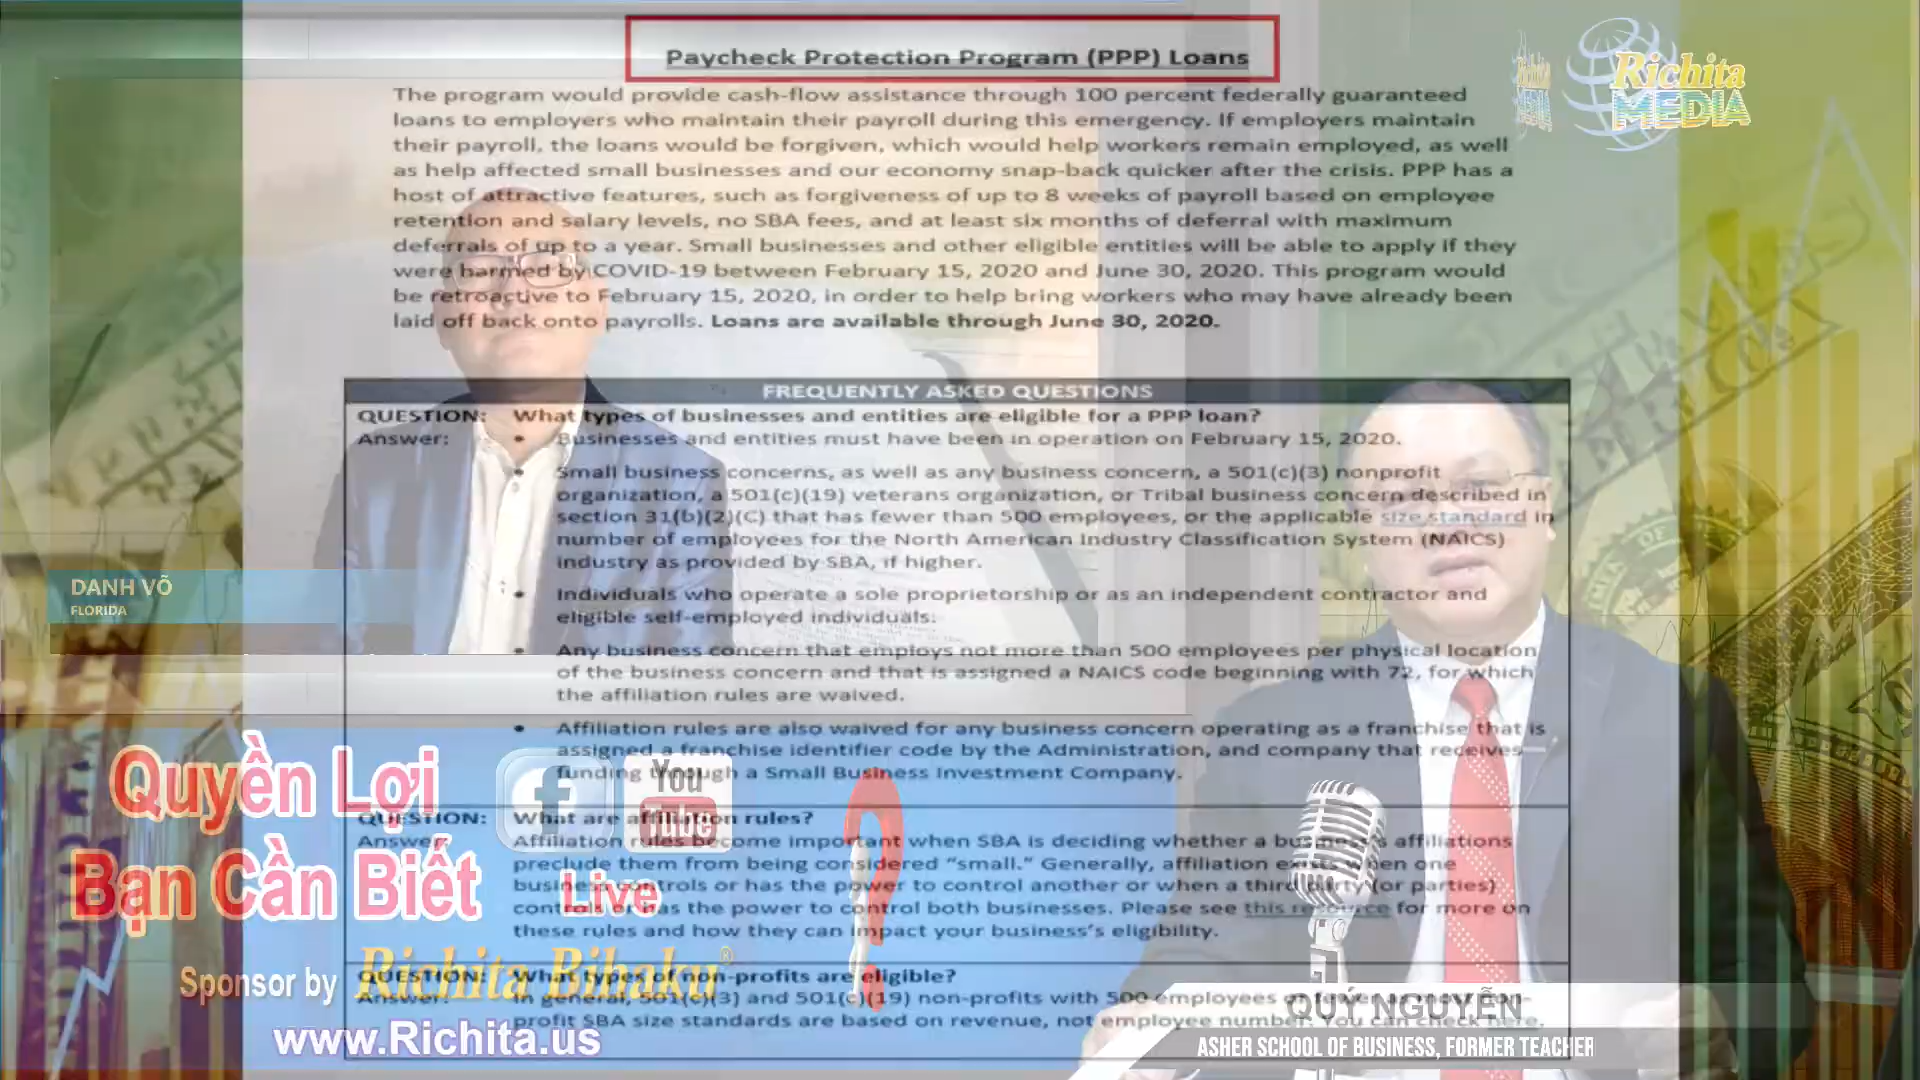 Paycheck Protection Program (PPP) Loans
Richita
MEDIA
The program would provide cash-flow assistance through 100 percent federally guaranteed
loans to employers who maintain their payroll during this emergency. If employers maintain
their payroll, the loans would be forgiven, which would help workers remain employed, as well
as help affected small businesses and our economy snap-back quicker after the crisis. PPP has a
host of attractive features, such as forgiveness of up to 8 weeks of payroll based on employee
retention and salary levels, no SBA fees, and at least six months of deferral with maximum
deferrals of up to a year. Small businesses and other eligible entities will be able to apply if they
were harmed by COVID-19 between February 15, 2020 and June 30, 2020. This program would
be retroactive to February 15, 2020, in order to help bring workers who may have already been
laid off back onto payrolls. Loans are available through June 30, 2020.
FREQUENTLY ASKED QUESTIONS
QUESTION: What types of businesses and entities are eligible for a PPP loan?
Answer: • Businesses and entities must have been in operation on February 15, 2020.
• Small business concerns, as well as any business concern, a 501(c)(3) nonprofit
organization, a 501(c)(19) veterans organization, or Tribal business concern described in
section 31(b)(2)(C) that has fewer than 500 employees, or the applicable size standard in
number of employees for the North American Industry Classification System (NAICS)
industry as provided by SBA, if higher.
• Individuals who operate a sole proprietorship or as an independent contractor and
eligible self-employed individuals.
• Any business concern that employs not more than 500 employees per physical location
of the business concern and that is assigned a NAICS code beginning with 72, for which
the affiliation rules are waived.
• Affiliation rules are also waived for any business concern operating as a franchise that is
assigned a franchise identifier code by the Administration, and company that receives
funding through a Small Business Investment Company.
QUESTION: What are affiliation rules?
Answer: Affiliation rules become important when SBA is deciding whether a business's affiliations
preclude them from being considered “small.” Generally, affiliation exists when one
business controls or has the power to control another or when a third party (or parties)
controls or has the power to control both businesses. Please see this resource for more on
these rules and how they can impact your business's eligibility.
QUESTION: What types of non-profits are eligible?
Answer: In general, 501(c)(3) and 501(c)(19) non-profits with 500 employees or fewer as most non-
profit SBA size standards are based on revenue, not employee number. You can check here.
DANH VÕ
FLORIDA
Quyền Lợi
Bạn Cần Biết
f
You
Tube
Live
?
Sponsor by Richita Bihaku®
www.Richita.us
QUÝ NGUYỄN
ASHER SCHOOL OF BUSINESS, FORMER TEACHER